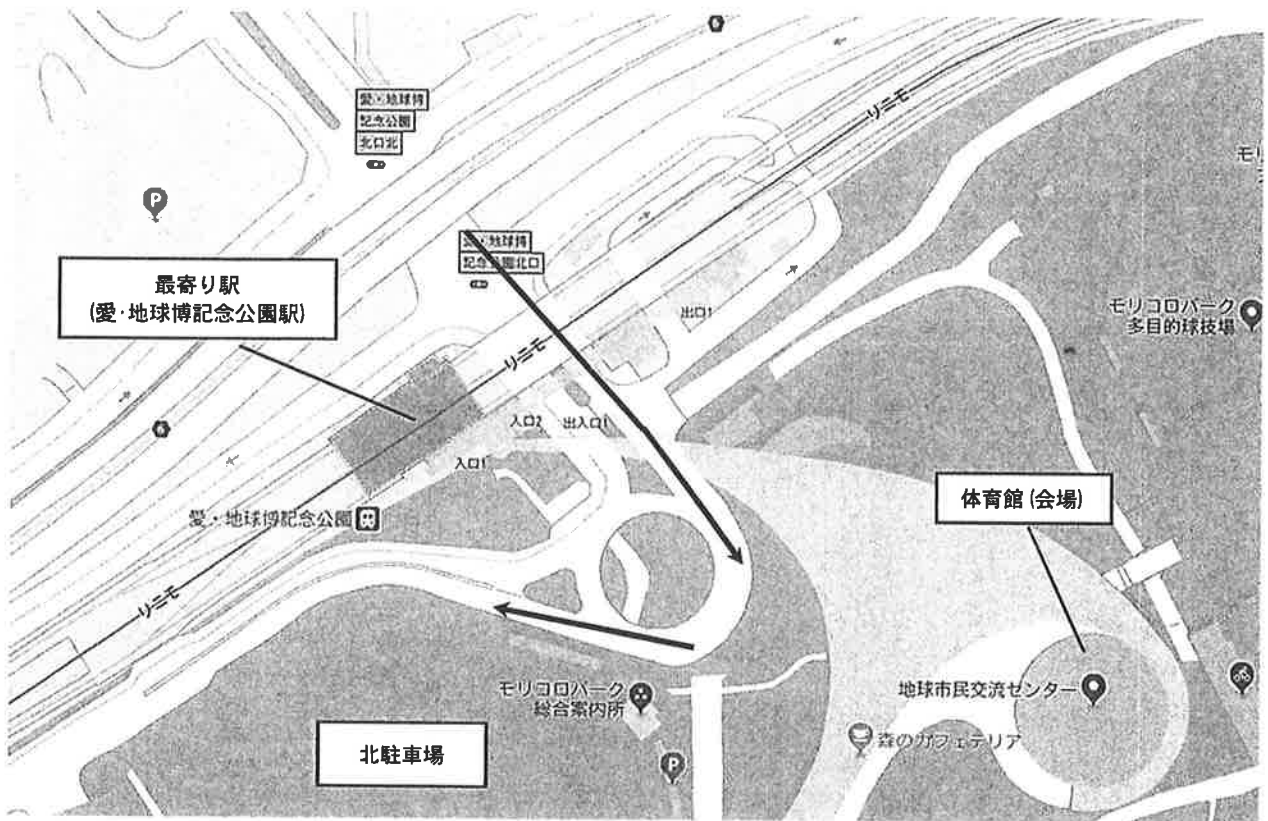 6
リニモ
愛・地球博
記念公園
北口北
P
モリ
愛・地球博
記念公園北口
最寄り駅
(愛・地球博記念公園駅)
出口1
モリコロパーク
多目的球技場
リニモ
6
入口2
出入口1
入口1
体育館(会場)
愛・地球博記念公園
リニモ
モリコロパーク
総合案内所
地球市民交流センター
北駐車場
森のカフェテリア
P